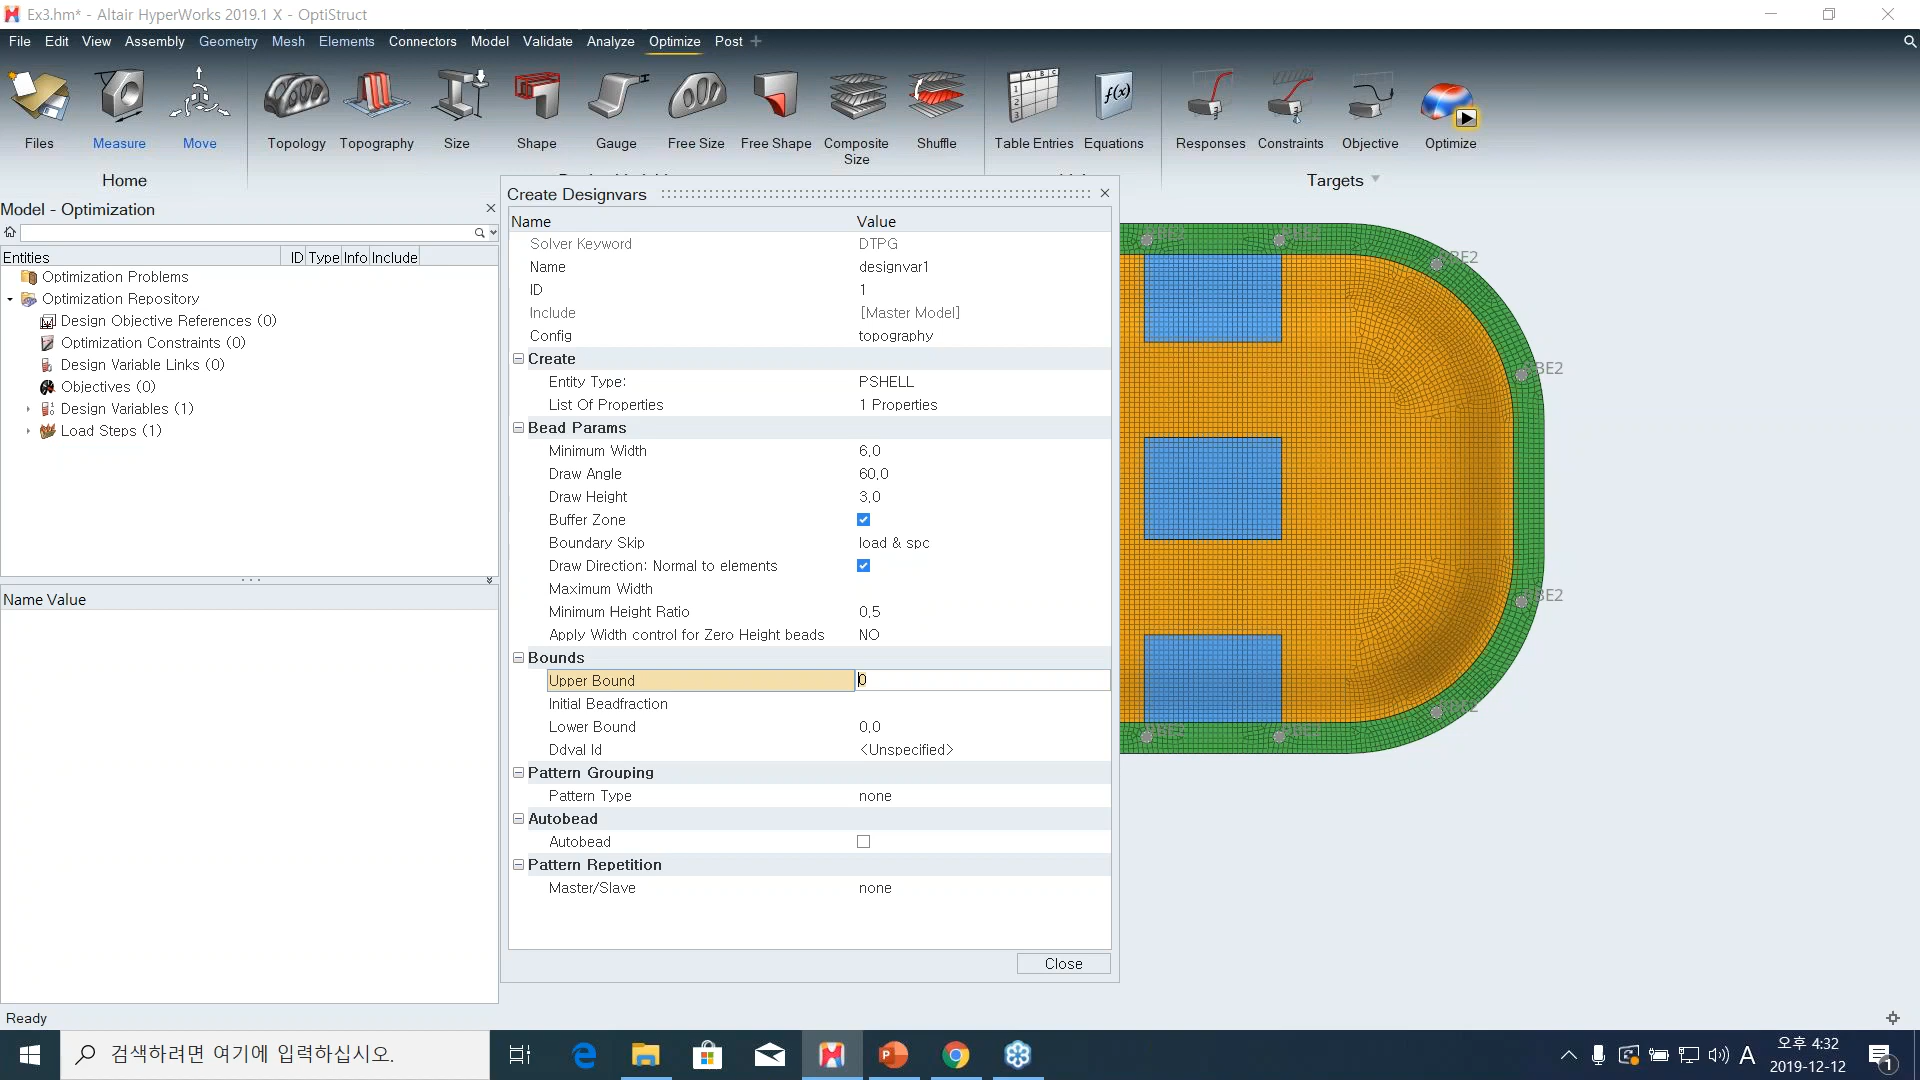 Ex3.hm* - Altair HyperWorks 2019.1 X - OptiStruct
File Edit View Assembly Geometry Mesh Elements Connectors Model Validate Analyze Optimize Post
Files Measure Move Topology Topography Size Shape Gauge Free Size Free Shape Composite Size Shuffle Table Entries Equations Responses Constraints Objective Optimize
Home Targets
Model - Optimization
Entities ID Type Info Include
Optimization Problems
Optimization Repository
Design Objective References (0)
Optimization Constraints (0)
Design Variable Links (0)
Objectives (0)
Design Variables (1)
Load Steps (1)
Name Value
Create Designvars
Name Value
Solver Keyword DTPG
Name designvar1
ID 1
Include [Master Model]
Config topography
Create
Entity Type: PSHELL
List Of Properties 1 Properties
Bead Params
Minimum Width 6,0
Draw Angle 60,0
Draw Height 3,0
Buffer Zone
Boundary Skip load & spc
Draw Direction: Normal to elements
Maximum Width
Minimum Height Ratio 0,5
Apply Width control for Zero Height beads NO
Bounds
Upper Bound 0
Initial Beadfraction
Lower Bound 0,0
Ddval Id <Unspecified>
Pattern Grouping
Pattern Type none
Autobead
Autobead
Pattern Repetition
Master/Slave none
Close
Ready
검색하려면 여기에 입력하십시오.
A
오후 4:32
2019-12-12
1